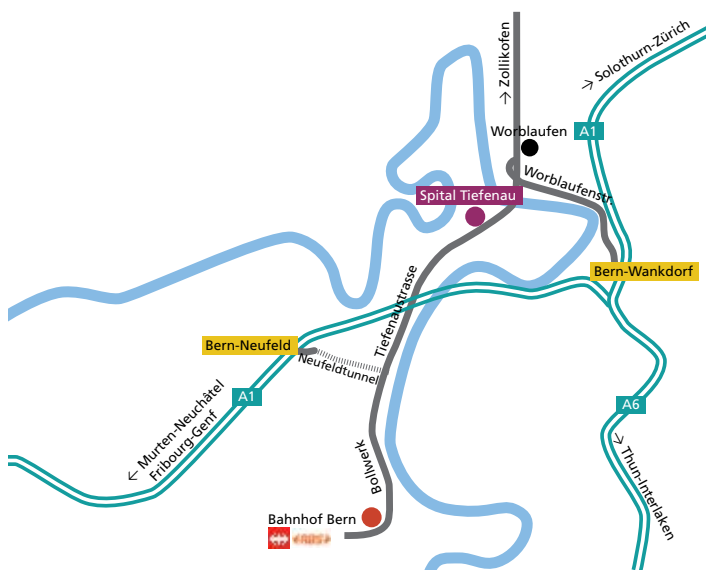 Zollikofen
Solothurn-Zürich
Worblaufen
A1
Worblaufenstr.
Spital Tiefenau
Bern-Wankdorf
Tiefenaustrasse
Bern-Neufeld
Neufeldtunnel
A1
Murten-Neuchâtel
Fribourg-Genf
A6
Thun-Interlaken
Bollwerk
Bahnhof Bern
RBS